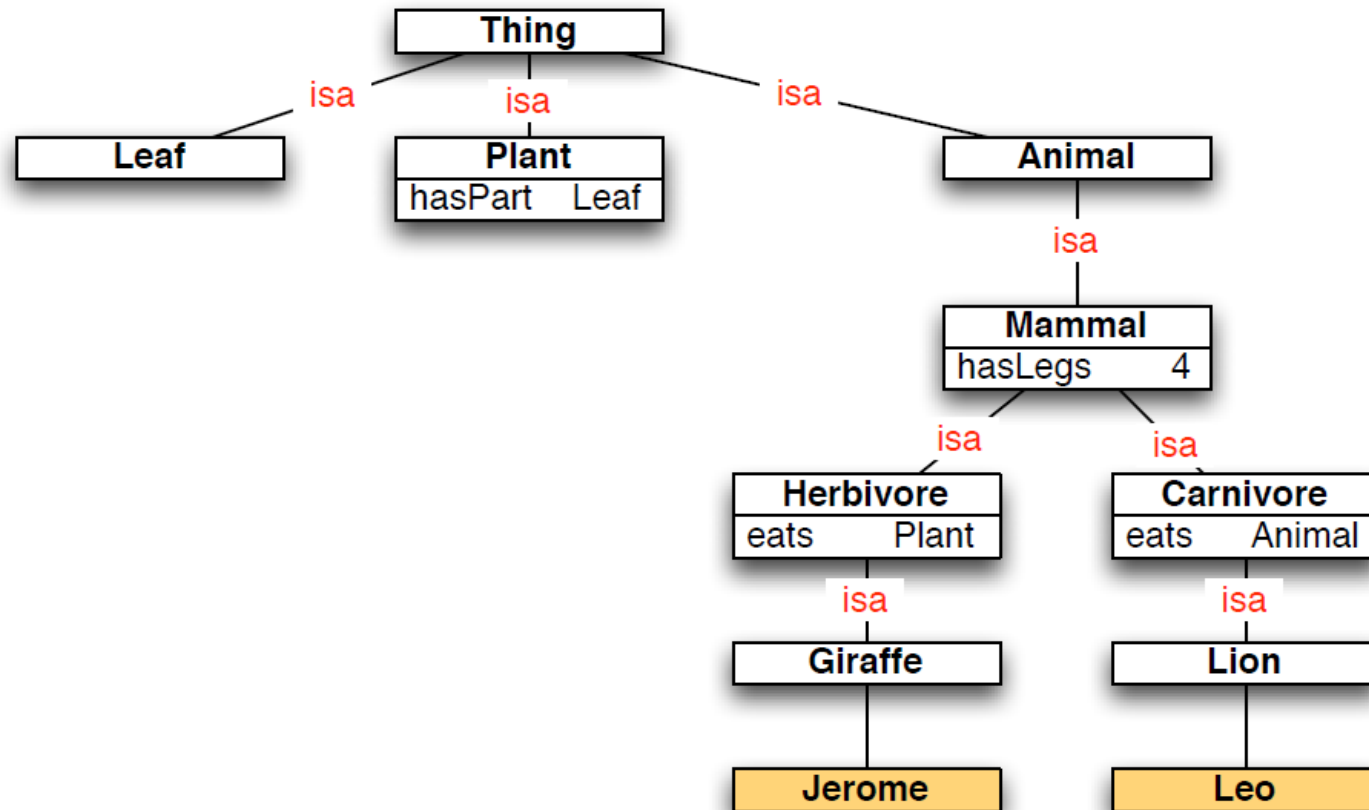 Thing
isa isa isa
Leaf Plant Animal
hasPart Leaf
isa
Mammal
hasLegs 4
isa isa
Herbivore Carnivore
eats Plant eats Animal
isa isa
Giraffe Lion
Jerome Leo